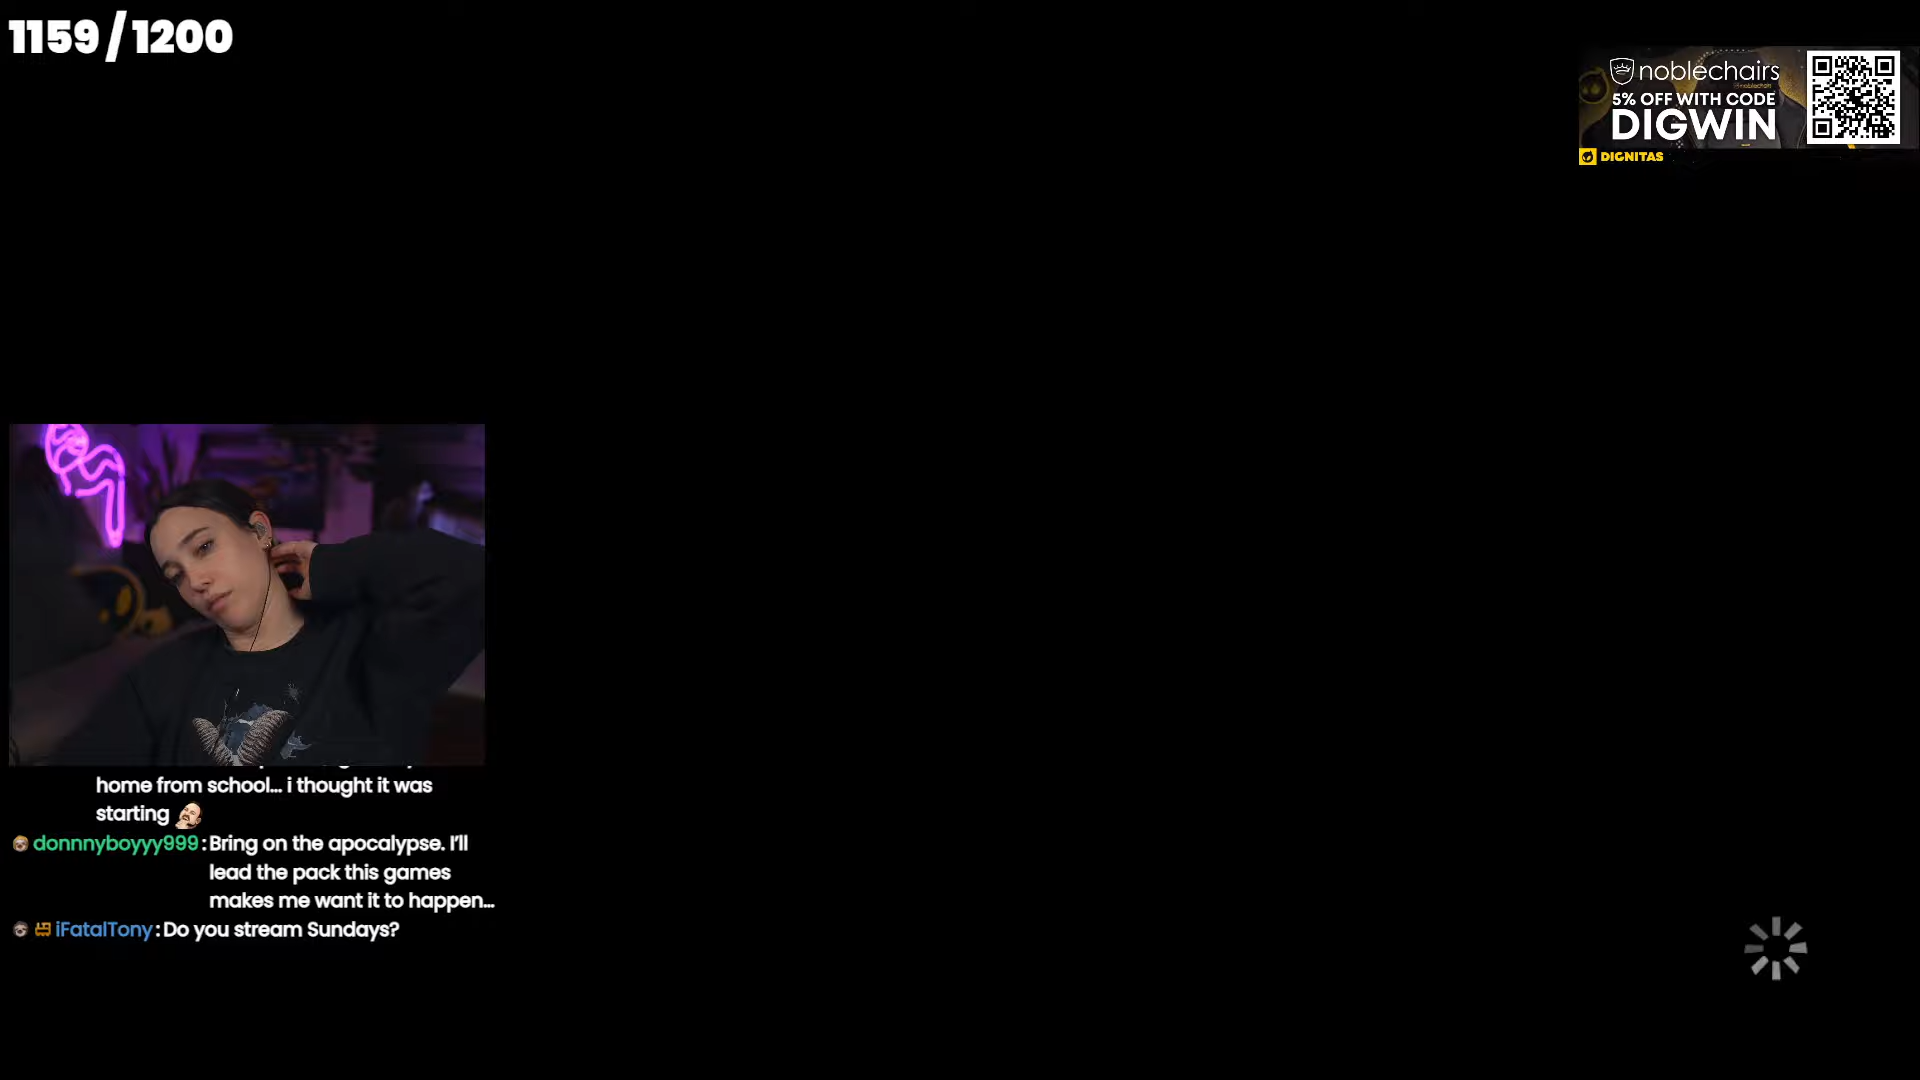 1159/1200
noblechairs
5% OFF WITH CODE
DIGWIN
DIGNITAS
home from school... i thought it was
starting
donnnyboyyy999: Bring on the apocalypse. I'll
lead the pack this games
makes me want it to happen...
iFatalTony: Do you stream Sundays?